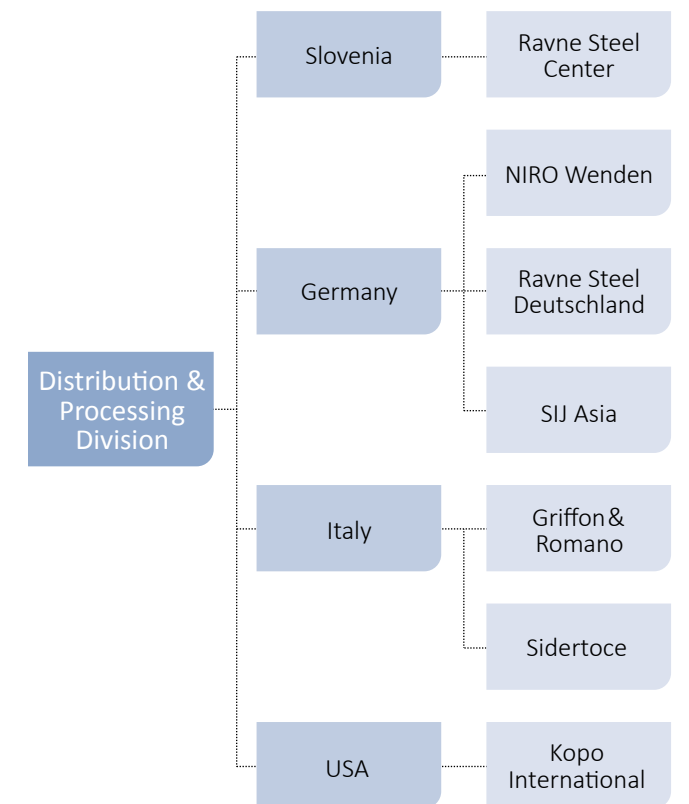 Slovenia
Ravne Steel
Center
NIRO Wenden
Germany
Ravne Steel
Deutschland
Distribution &
Processing
Division
SIJ Asia
Italy
Griffon&
Romano
Sidertoce
USA
Kopo
International